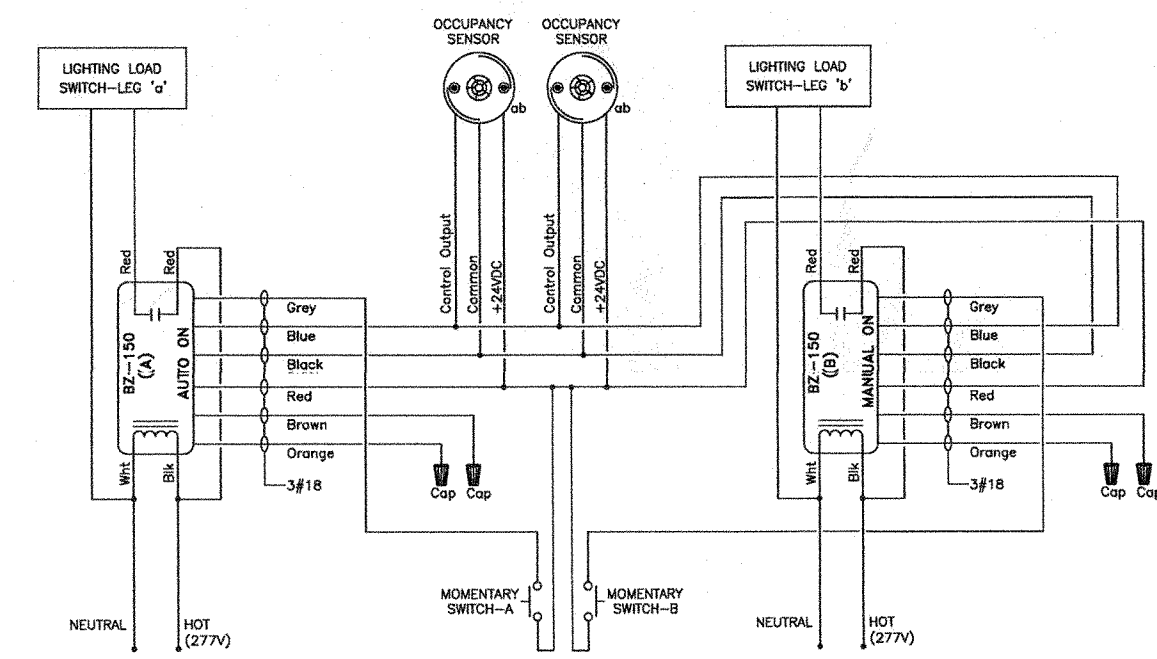 OCCUPANCY
SENSOR
OCCUPANCY
SENSOR
LIGHTING LOAD
SWITCH-LEG 'a'
LIGHTING LOAD
SWITCH-LEG 'b'
ab
ab
Control Output
Common
+24VDC
Control Output
Common
+24VDC
Red
Red
BZ-150
(A)
AUTO ON
Grey
Blue
Black
Red
Brown
Orange
Wht
Blk
3#18
Cap
Cap
Red
Red
BZ-150
(B)
MANUAL ON
Grey
Blue
Black
Red
Brown
Orange
Wht
Blk
3#18
Cap
Cap
MOMENTARY
SWITCH-A
MOMENTARY
SWITCH-B
NEUTRAL
HOT
(277V)
NEUTRAL
HOT
(277V)